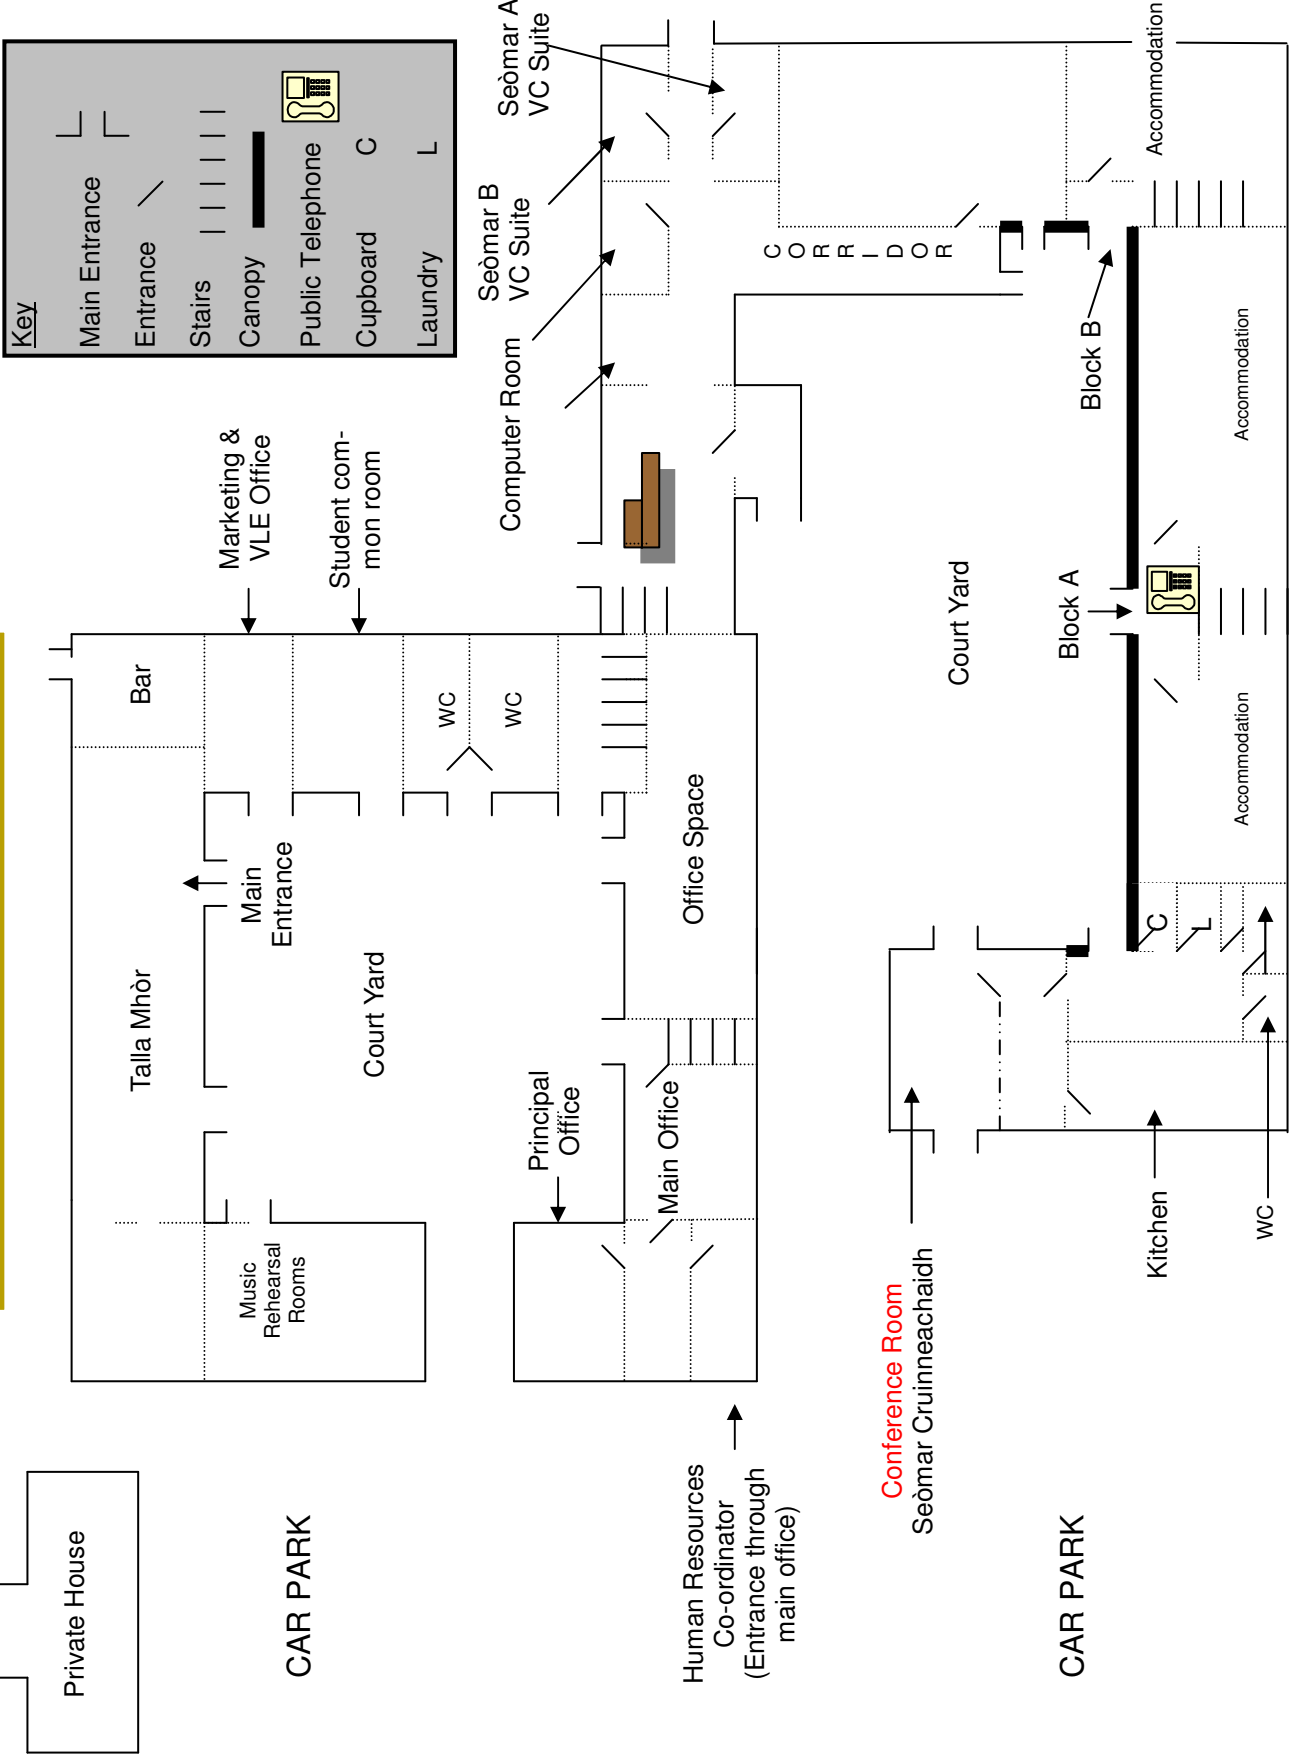 Key
Main Entrance
Entrance
Stairs
Canopy
Public Telephone
Cupboard C
Laundry L
Private House
CAR PARK
Talla Mhòr
Bar
Marketing &
VLE Office
Student com-
mon room
Main
Entrance
Court Yard
WC
WC
Music
Rehearsal
Rooms
Principal
Office
Main Office
Office Space
Human Resources
Co-ordinator
(Entrance through
main office)
Computer Room
Seòmar B
VC Suite
Seòmar A
VC Suite
CORRIDOR
Conference Room
Seòmar Cruinneachaidh
CAR PARK
Court Yard
Block A
Block B
Kitchen
WC
C
L
Accommodation
Accommodation
Accommodation